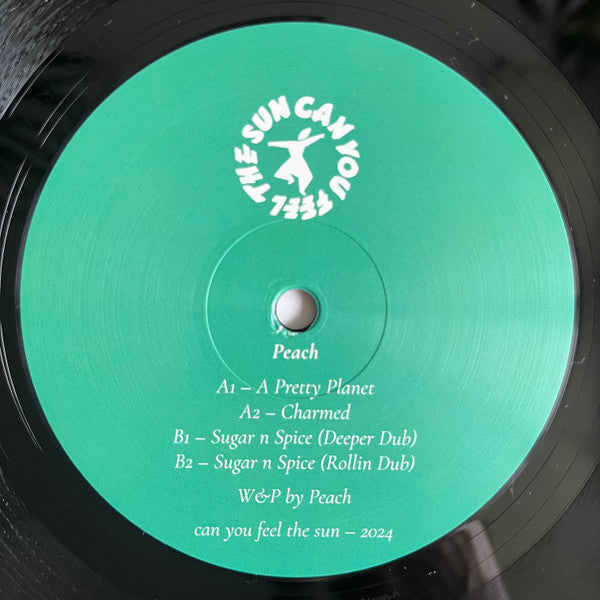 CAN YOU FEEL THE SUN
Peach
A1 – A Pretty Planet
A2 – Charmed
B1 – Sugar n Spice (Deeper Dub)
B2 – Sugar n Spice (Rollin Dub)
W&P by Peach
can you feel the sun – 2024